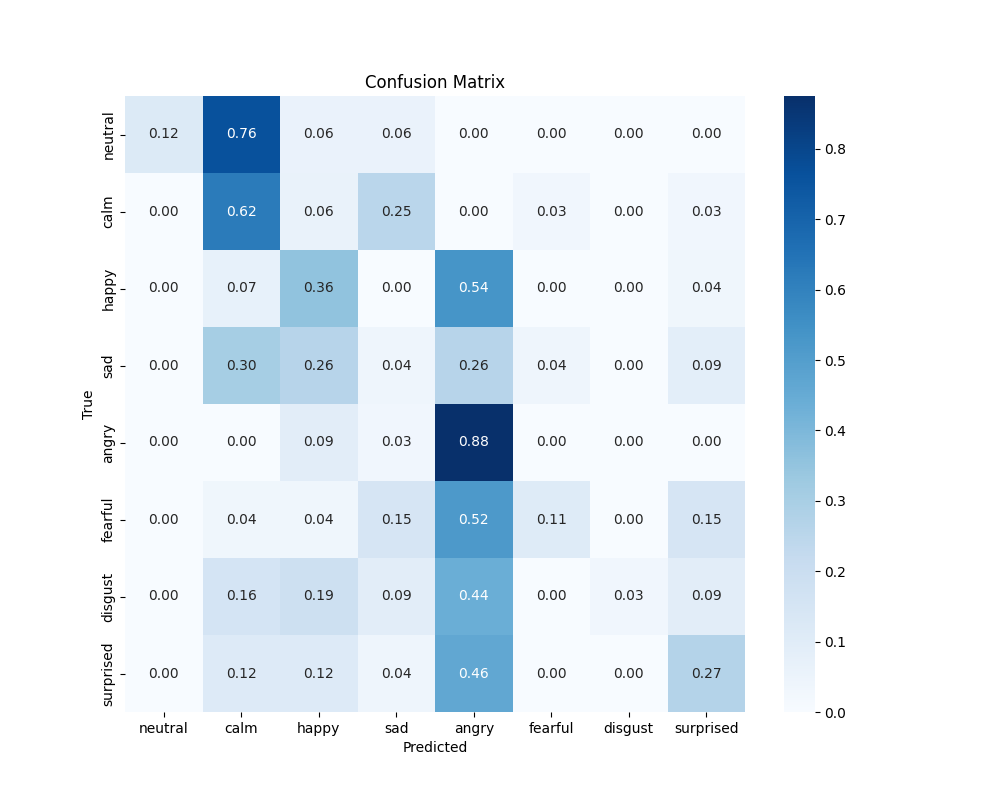 Confusion Matrix
neutral 0.12 0.76 0.06 0.06 0.00 0.00 0.00 0.00
calm 0.00 0.62 0.06 0.25 0.00 0.03 0.00 0.03
happy 0.00 0.07 0.36 0.00 0.54 0.00 0.00 0.04
sad 0.00 0.30 0.26 0.04 0.26 0.04 0.00 0.09
angry 0.00 0.00 0.09 0.03 0.88 0.00 0.00 0.00
fearful 0.00 0.04 0.04 0.15 0.52 0.11 0.00 0.15
disgust 0.00 0.16 0.19 0.09 0.44 0.00 0.03 0.09
surprised 0.00 0.12 0.12 0.04 0.46 0.00 0.00 0.27
neutral calm happy sad angry fearful disgust surprised
Predicted
True
0.8
0.7
0.6
0.5
0.4
0.3
0.2
0.1
0.0